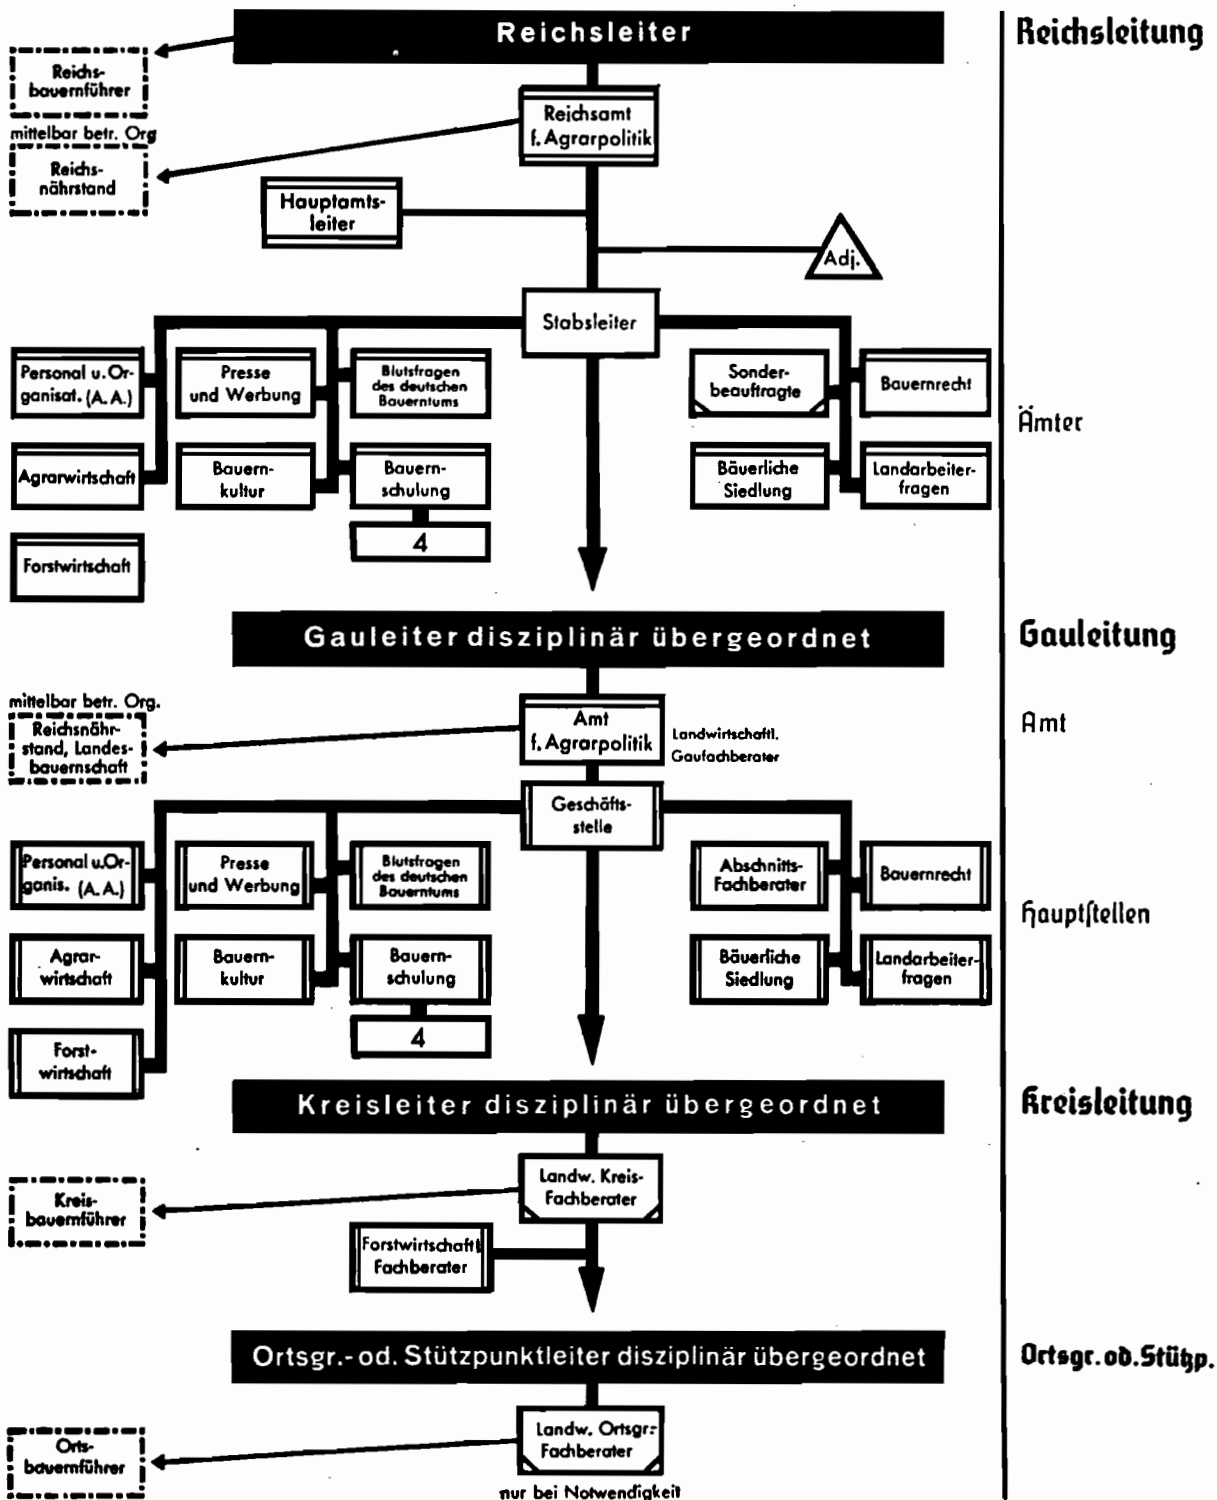 Reichsleiter
Reichsleitung
Reichs-
bauernführer
mittelbar betr. Org
Reichs-
nährstand
Reichsamt
f. Agrarpolitik
Hauptamts-
leiter
Adj.
Stabsleiter
Personal u. Or-
ganisat. (A. A.)
Presse
und Werbung
Blutsfragen
des deutschen
Bauerntums
Sonder-
beauftragte
Bauernrecht
Ämter
Agrarwirtschaft
Bauern-
kultur
Bauern-
schulung
4
Bäuerliche
Siedlung
Landarbeiter-
fragen
Forstwirtschaft
Gauleiter disziplinär übergeordnet
Gauleitung
mittelbar betr. Org.
Reichsnähr-
stand, Landes-
bauernschaft
Amt
f. Agrarpolitik
Landwirtschaftl.
Gaufachberater
Amt
Geschäfts-
stelle
Personal u. Or-
ganis. (A. A.)
Presse
und Werbung
Blutsfragen
des deutschen
Bauerntums
Abschnitts-
Fachberater
Bauernrecht
Hauptstellen
Agrar-
wirtschaft
Bauern-
kultur
Bauern-
schulung
4
Bäuerliche
Siedlung
Landarbeiter-
fragen
Forst-
wirtschaft
Kreisleiter disziplinär übergeordnet
Kreisleitung
Kreis-
bauernführer
Landw. Kreis-
Fachberater
Forstwirtschaftl
Fachberater
Ortsgr.- od. Stützpunktleiter disziplinär übergeordnet
Ortsgr. od. Stützp.
Orts-
bauernführer
Landw. Ortsgr.-
Fachberater
nur bei Notwendigkeit